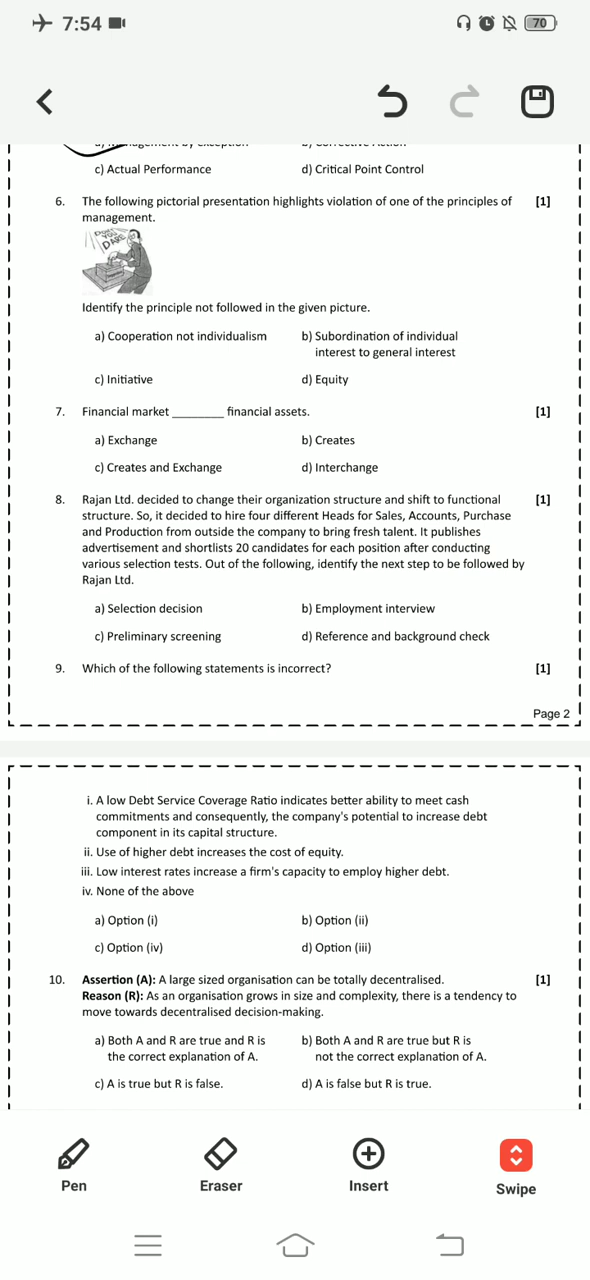 7:54
70
c) Actual Performance d) Critical Point Control
6. The following pictorial presentation highlights violation of one of the principles of [1]
management.
DON'T
YOU
DARE
Identify the principle not followed in the given picture.
a) Cooperation not individualism b) Subordination of individual
interest to general interest
c) Initiative d) Equity
7. Financial market ________ financial assets. [1]
a) Exchange b) Creates
c) Creates and Exchange d) Interchange
8. Rajan Ltd. decided to change their organization structure and shift to functional [1]
structure. So, it decided to hire four different Heads for Sales, Accounts, Purchase
and Production from outside the company to bring fresh talent. It publishes
advertisement and shortlists 20 candidates for each position after conducting
various selection tests. Out of the following, identify the next step to be followed by
Rajan Ltd.
a) Selection decision b) Employment interview
c) Preliminary screening d) Reference and background check
9. Which of the following statements is incorrect? [1]
Page 2
i. A low Debt Service Coverage Ratio indicates better ability to meet cash
commitments and consequently, the company's potential to increase debt
component in its capital structure.
ii. Use of higher debt increases the cost of equity.
iii. Low interest rates increase a firm's capacity to employ higher debt.
iv. None of the above
a) Option (i) b) Option (ii)
c) Option (iv) d) Option (iii)
10. Assertion (A): A large sized organisation can be totally decentralised. [1]
Reason (R): As an organisation grows in size and complexity, there is a tendency to
move towards decentralised decision-making.
a) Both A and R are true and R is b) Both A and R are true but R is
the correct explanation of A. not the correct explanation of A.
c) A is true but R is false. d) A is false but R is true.
Pen Eraser Insert Swipe